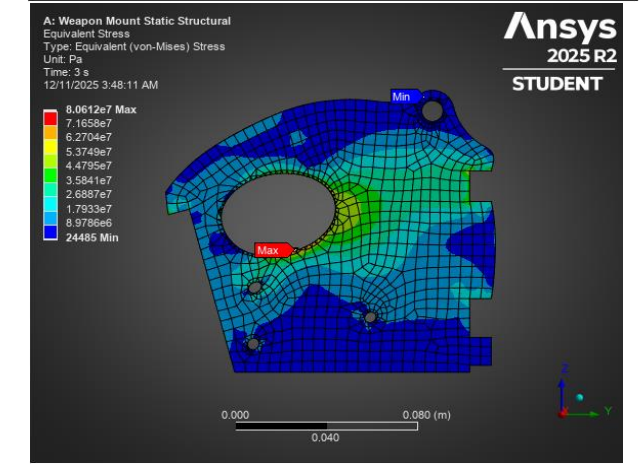 A: Weapon Mount Static Structural
Equivalent Stress
Type: Equivalent (von-Mises) Stress
Unit: Pa
Time: 3 s
12/11/2025 3:48:11 AM
8.0612e7 Max
7.1658e7
6.2704e7
5.3749e7
4.4795e7
3.5841e7
2.6887e7
1.7933e7
8.9786e6
24485 Min
Ansys
2025 R2
STUDENT
Min
Max
0.000
0.080 (m)
0.040
Z
Y
X